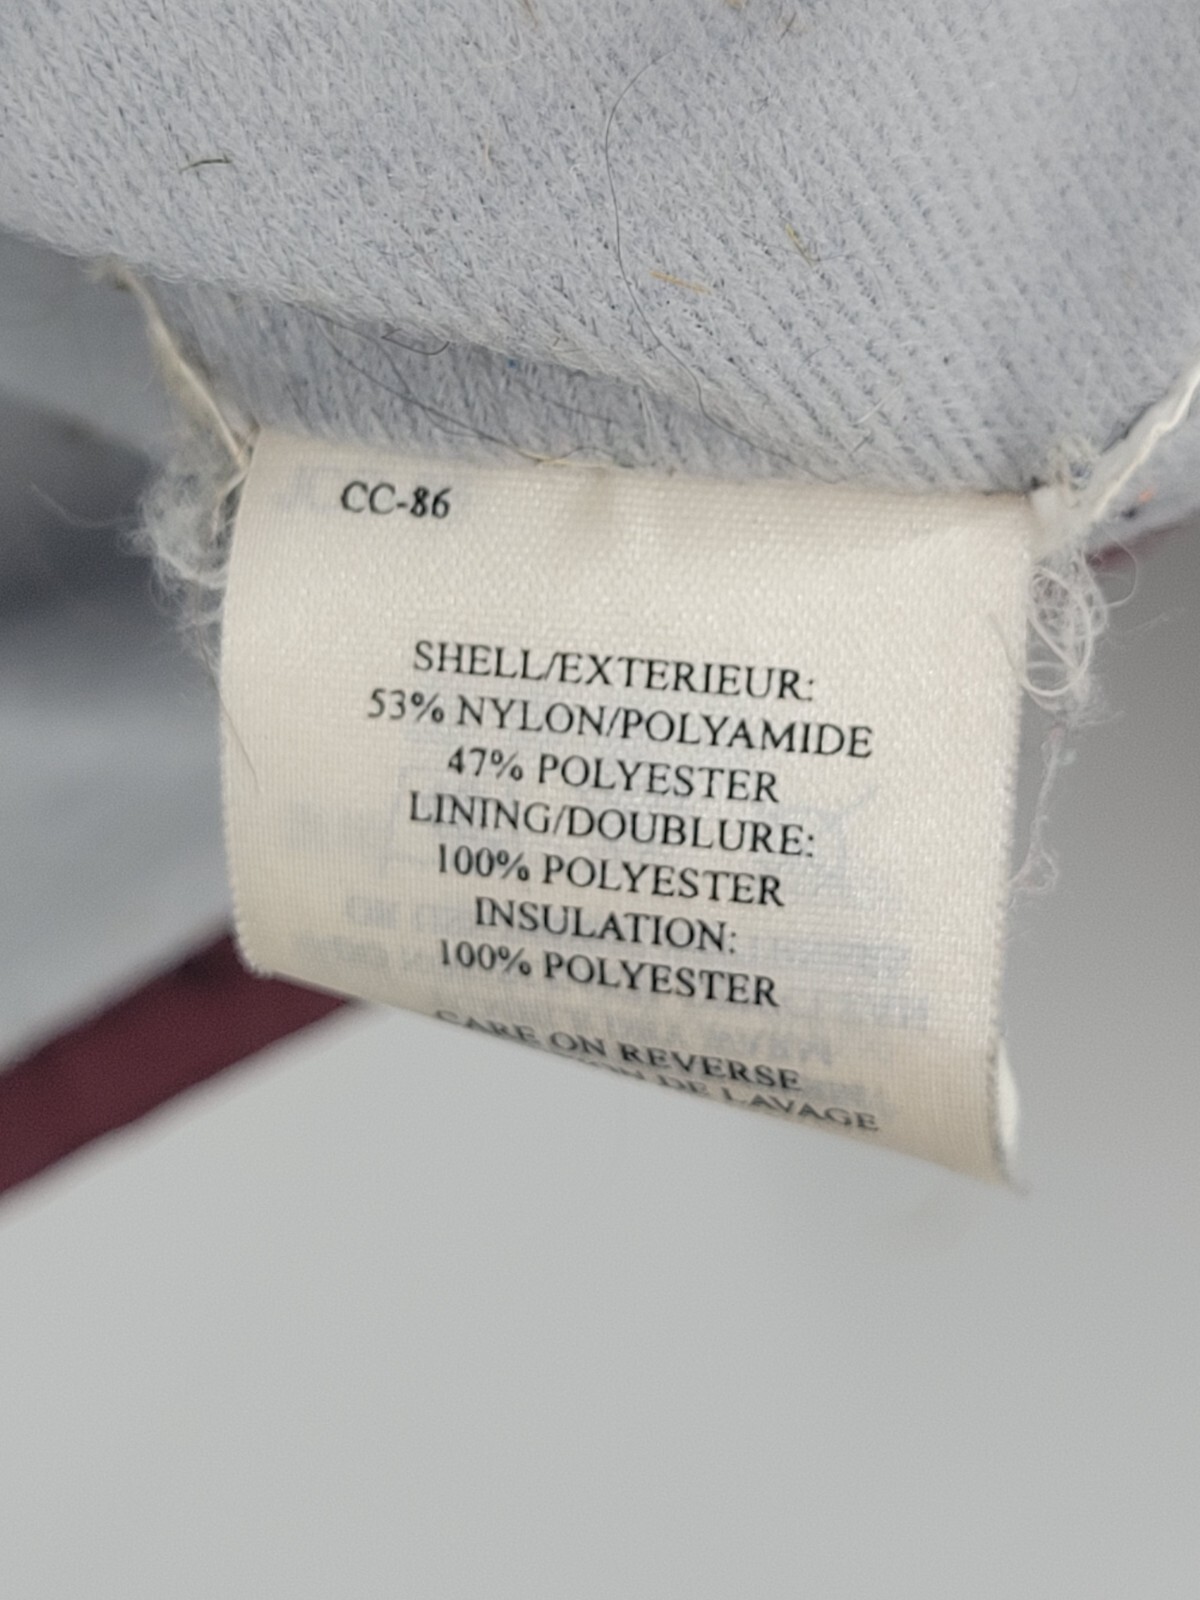 CC-86
SHELL/EXTERIEUR:
53% NYLON/POLYAMIDE
47% POLYESTER
LINING/DOUBLURE:
100% POLYESTER
INSULATION:
100% POLYESTER
CARE ON REVERSE
DE LAVAGE